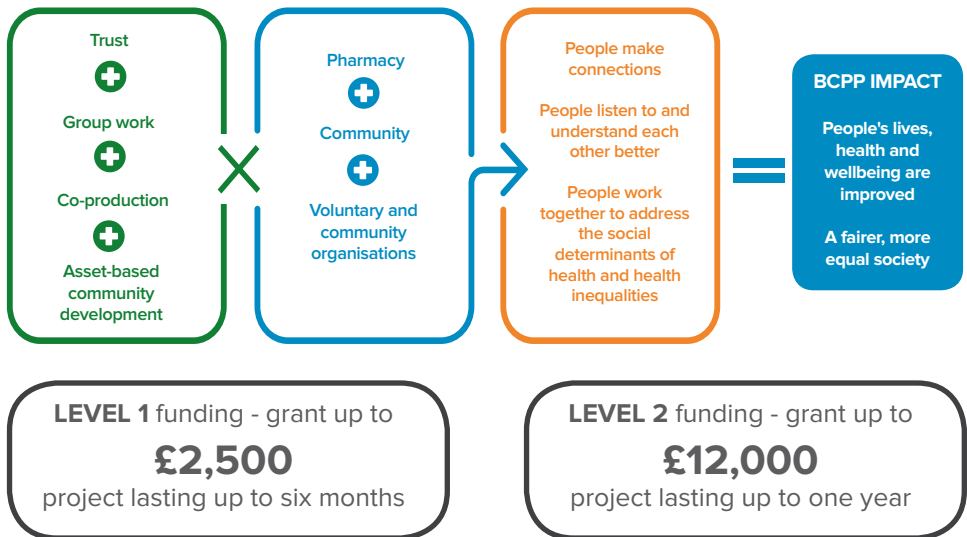 Trust
Group work
Co-production
Asset-based
community
development
Pharmacy
Community
Voluntary and
community
organisations
People make
connections
People listen to and
understand each
other better
People work
together to address
the social
determinants of
health and health
inequalities
BCPP IMPACT
People's lives,
health and
wellbeing are
improved
A fairer, more
equal society
LEVEL 1 funding - grant up to
£2,500
project lasting up to six months
LEVEL 2 funding - grant up to
£12,000
project lasting up to one year